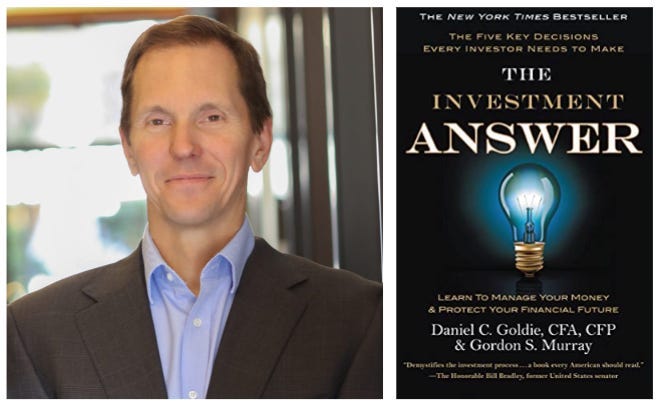 THE NEW YORK TIMES BESTSELLER
THE FIVE KEY DECISIONS
EVERY INVESTOR NEEDS TO MAKE
THE
INVESTMENT
ANSWER
LEARN TO MANAGE YOUR MONEY
& PROTECT YOUR FINANCIAL FUTURE
Daniel C. Goldie, CFA, CFP
& Gordon S. Murray
"Demystifies the investment process...a book every American should read."
—The Honorable Bill Bradley, former United States senator